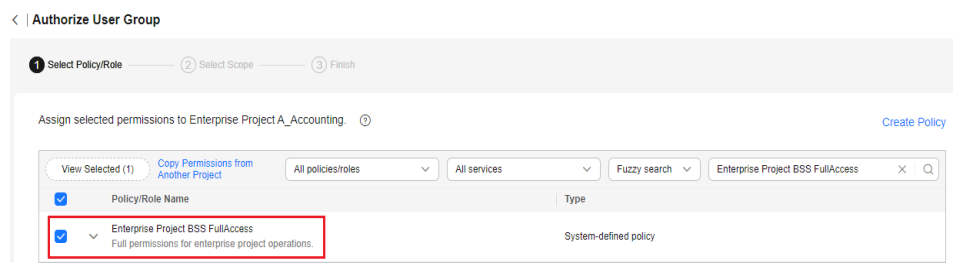 < | Authorize User Group
1 Select Policy/Role 2 Select Scope 3 Finish
Assign selected permissions to Enterprise Project A_Accounting. ?
Create Policy
View Selected (1) Copy Permissions from Another Project All policies/roles All services Fuzzy search Enterprise Project BSS FullAccess
Policy/Role Name Type
Enterprise Project BSS FullAccess System-defined policy
Full permissions for enterprise project operations.